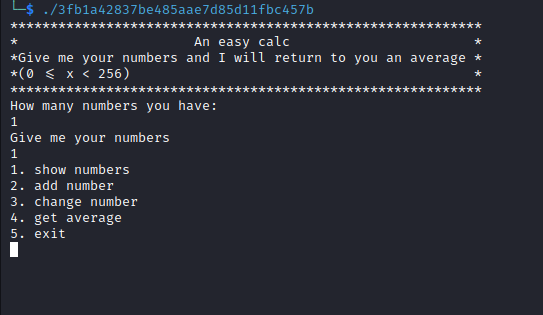 └─$ ./3fb1a42837be485aae7d85d11fbc457b
***********************************************************
*                      An easy calc                       *
*Give me your numbers and I will return to you an average *
*(0 <= x < 256)                                           *
***********************************************************
How many numbers you have:
1
Give me your numbers
1
1. show numbers
2. add number
3. change number
4. get average
5. exit